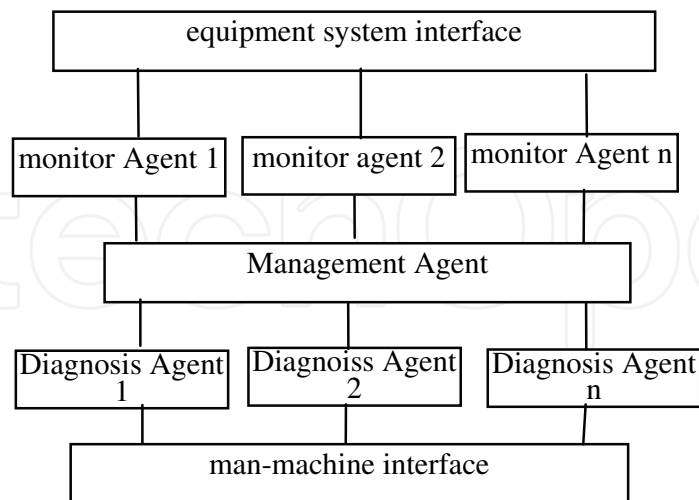 equipment system interface
monitor Agent 1
monitor agent 2
monitor Agent n
Management Agent
Diagnosis Agent
1
Diagnoiss Agent
2
Diagnosis Agent
n
man-machine interface